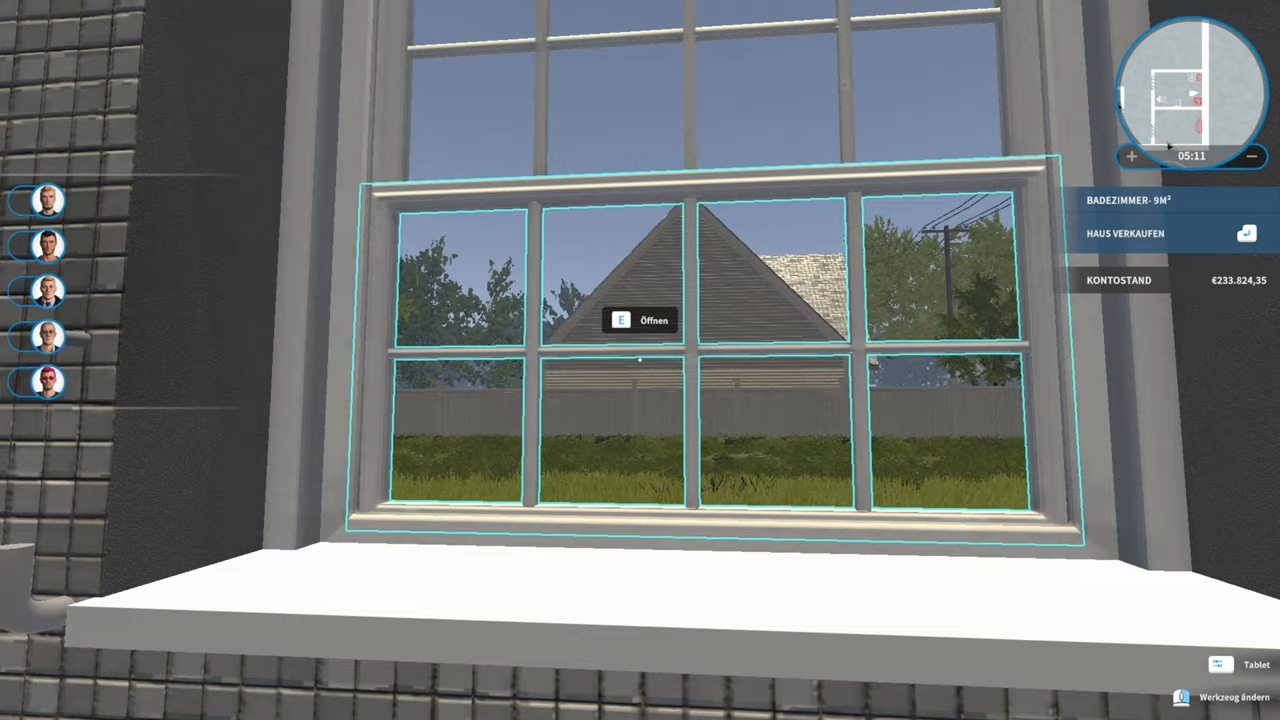 05:11
BADEZIMMER- 9M²
HAUS VERKAUFEN
KONTOSTAND €233.824,35
E Öffnen
Tablet
Werkzeug ändern